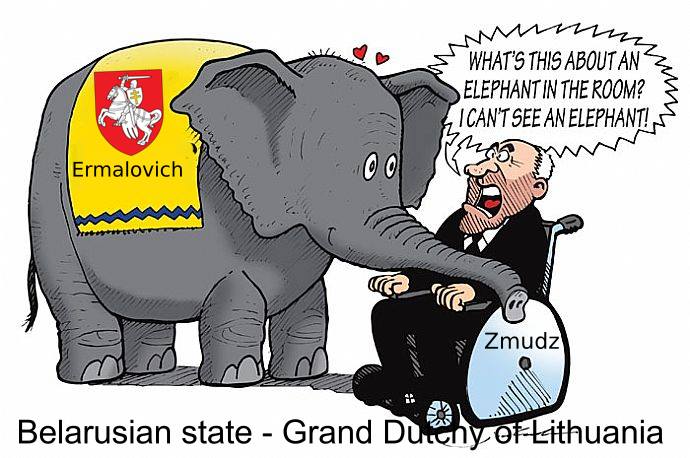 WHAT'S THIS ABOUT AN
ELEPHANT IN THE ROOM?
I CAN'T SEE AN ELEPHANT!
Ermalovich
Zmudz
Belarusian state - Grand Dutchy of Lithuania